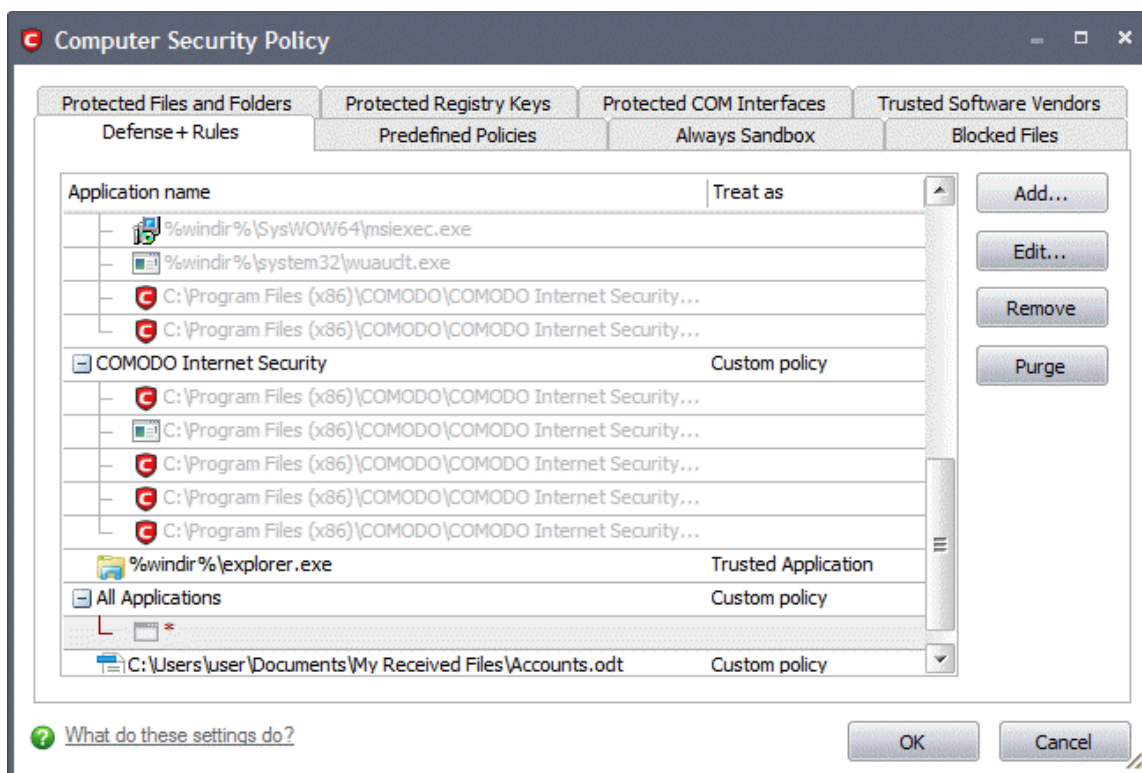 Computer Security Policy
Protected Files and Folders Protected Registry Keys Protected COM Interfaces Trusted Software Vendors
Defense+ Rules Predefined Policies Always Sandbox Blocked Files
Application name Treat as
%windir%\SysWOW64\msiexec.exe
%windir%\system32\wuauclt.exe
C:\Program Files (x86)\COMODO\COMODO Internet Security...
C:\Program Files (x86)\COMODO\COMODO Internet Security...
COMODO Internet Security Custom policy
C:\Program Files (x86)\COMODO\COMODO Internet Security...
C:\Program Files (x86)\COMODO\COMODO Internet Security...
C:\Program Files (x86)\COMODO\COMODO Internet Security...
C:\Program Files (x86)\COMODO\COMODO Internet Security...
C:\Program Files (x86)\COMODO\COMODO Internet Security...
%windir%\explorer.exe Trusted Application
All Applications Custom policy
*
C:\Users\user\Documents\My Received Files\Accounts.odt Custom policy
Add...
Edit...
Remove
Purge
What do these settings do?
OK Cancel